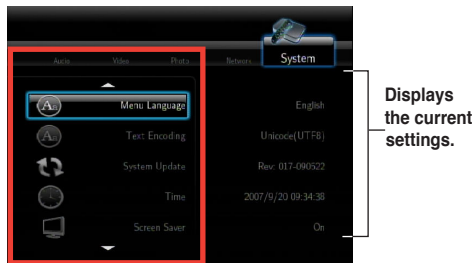 Audio Video Photo Network System
Menu Language English
Text Encoding Unicode(UTF8)
System Update Rev: 017-090522
Time 2007/9/20 09:34:38
Screen Saver On
Displays
the current
settings.